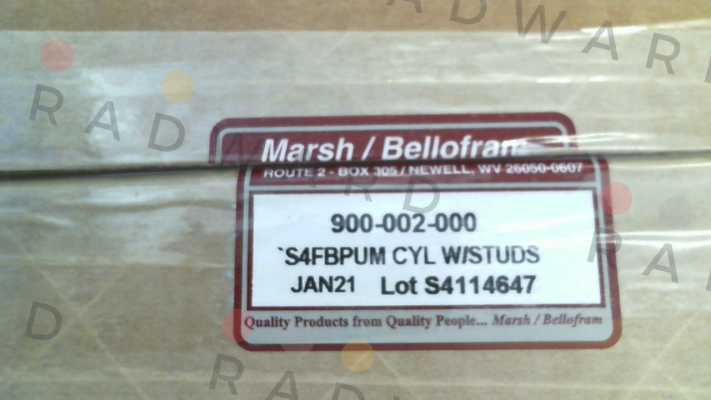 Marsh / Bellofram
ROUTE 2 - BOX 305 / NEWELL, WV 26050-0607
900-002-000
`S4FBPUM CYL W/STUDS
JAN21 Lot S4114647
Quality Products from Quality People... Marsh / Bellofram
RADWARD